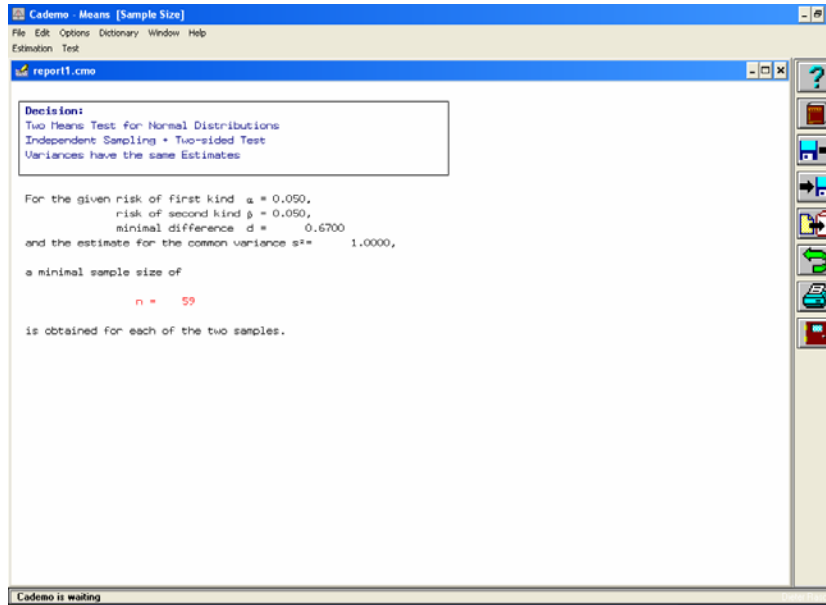 Cademo - Means [Sample Size]
File Edit Options Dictionary Window Help
Estimation Test
report1.cmo
Decision:
Two Means Test for Normal Distributions
Independent Sampling + Two-sided Test
Variances have the same Estimates
For the given risk of first kind α = 0.050,
risk of second kind β = 0.050,
minimal difference d = 0.6700
and the estimate for the common variance s²= 1.0000,
a minimal sample size of
n = 59
is obtained for each of the two samples.
Cademo is waiting